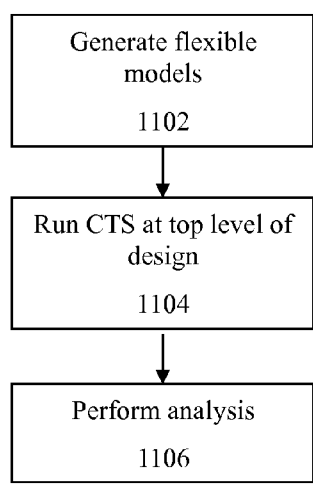 Generate flexible
models
1102
Run CTS at top level of
design
1104
Perform analysis
1106